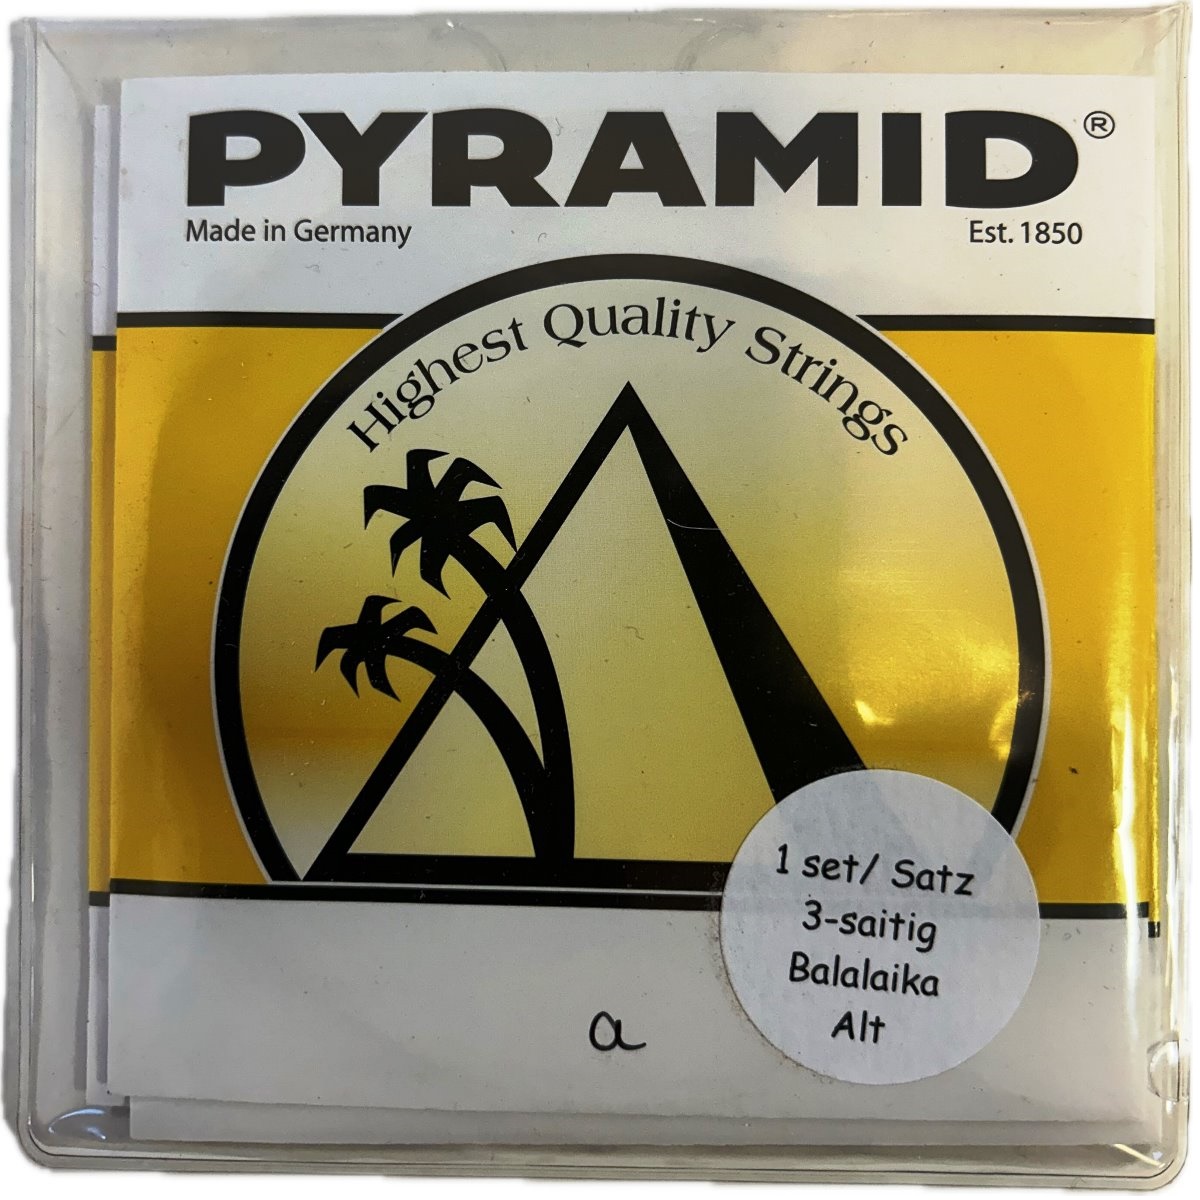 PYRAMID®
Made in Germany
Est. 1850
Highest Quality Strings
1 set/ Satz
3-saitig
Balalaika
Alt
a